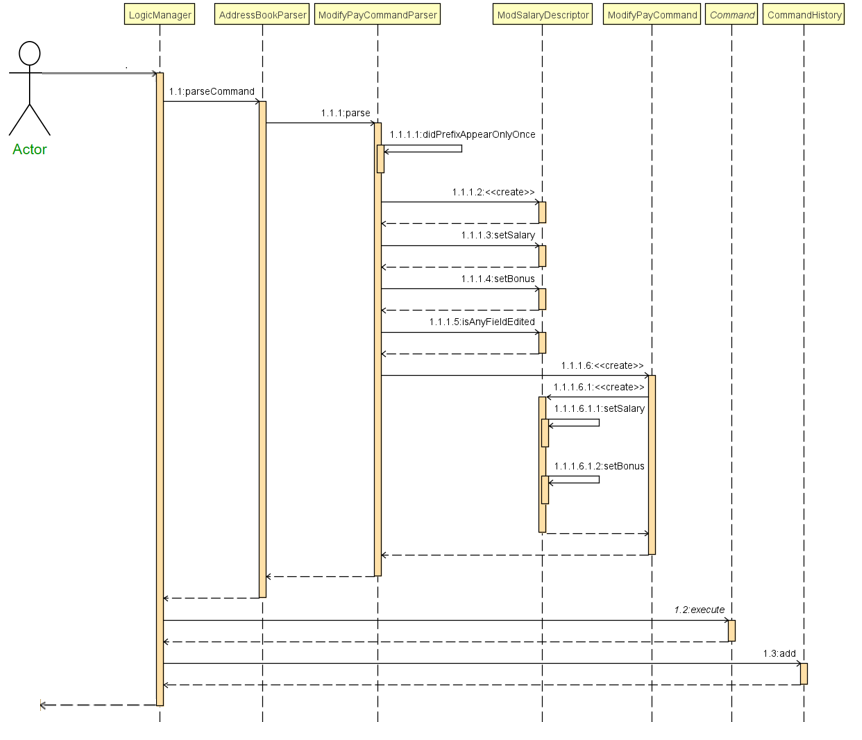 LogicManager AddressBookParser ModifyPayCommandParser ModSalaryDescriptor ModifyPayCommand Command CommandHistory
1.1:parseCommand
1.1.1:parse
1.1.1.1:didPrefixAppearOnlyOnce
Actor
1.1.1.2:<<create>>
1.1.1.3:setSalary
1.1.1.4:setBonus
1.1.1.5:isAnyFieldEdited
1.1.1.6:<<create>>
1.1.1.6.1:<<create>>
1.1.1.6.1.1:setSalary
1.1.1.6.1.2:setBonus
1.2:execute
1.3:add